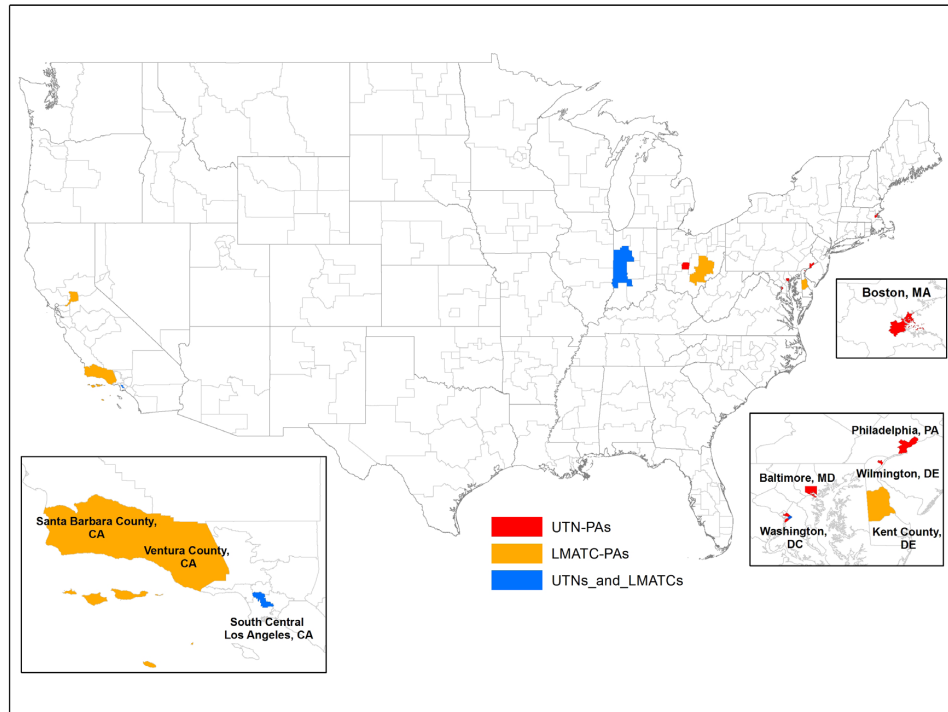 Boston, MA
Philadelphia, PA
Baltimore, MD
Wilmington, DE
Washington,
DC
Kent County,
DE
Santa Barbara County,
CA
Ventura County,
CA
South Central
Los Angeles, CA
UTN-PAs
LMATC-PAs
UTNs_and_LMATCs